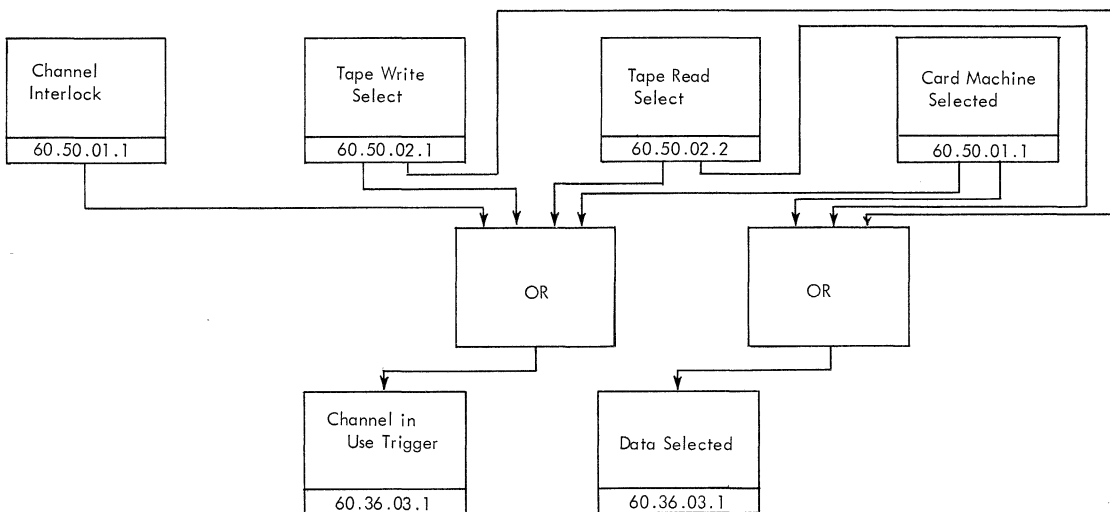 Channel
Interlock
60.50.01.1
Tape Write
Select
60.50.02.1
Tape Read
Select
60.50.02.2
Card Machine
Selected
60.50.01.1
OR
OR
Channel in
Use Trigger
60.36.03.1
Data Selected
60.36.03.1